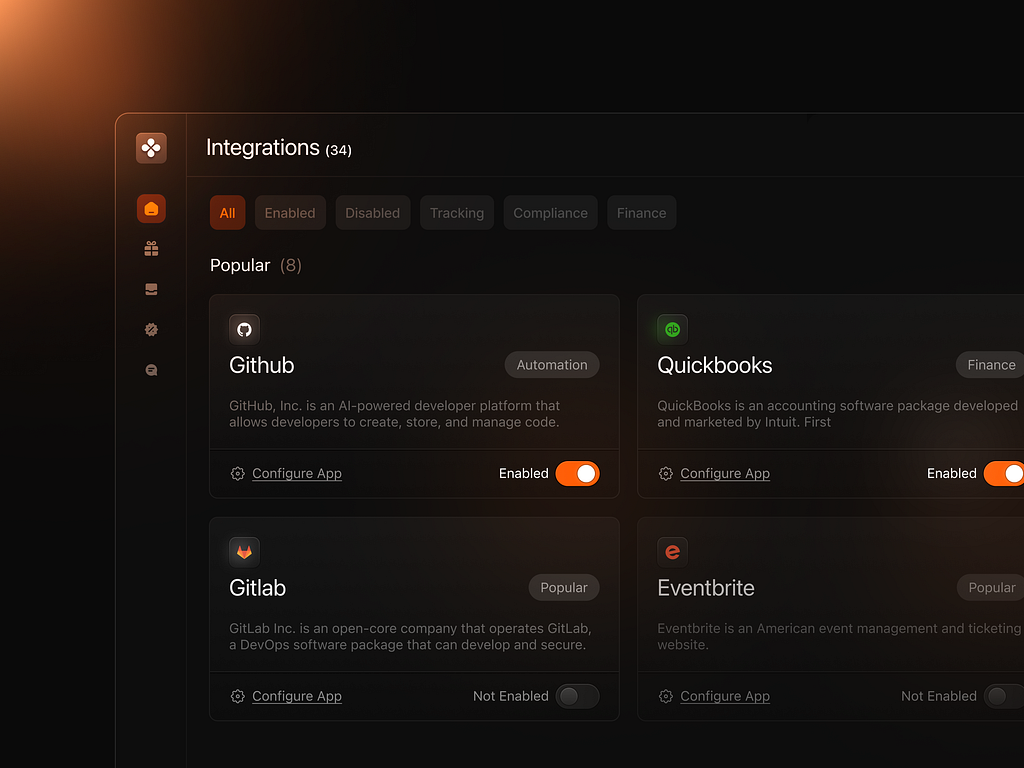 Integrations (34)
All Enabled Disabled Tracking Compliance Finance
Popular (8)
Github
Automation
GitHub, Inc. is an AI-powered developer platform that
allows developers to create, store, and manage code.
Configure App
Enabled
Quickbooks
Finance
QuickBooks is an accounting software package developed
and marketed by Intuit. First
Configure App
Enabled
Gitlab
Popular
GitLab Inc. is an open-core company that operates GitLab,
a DevOps software package that can develop and secure.
Configure App
Not Enabled
Eventbrite
Popular
Eventbrite is an American event management and ticketing
website.
Configure App
Not Enabled